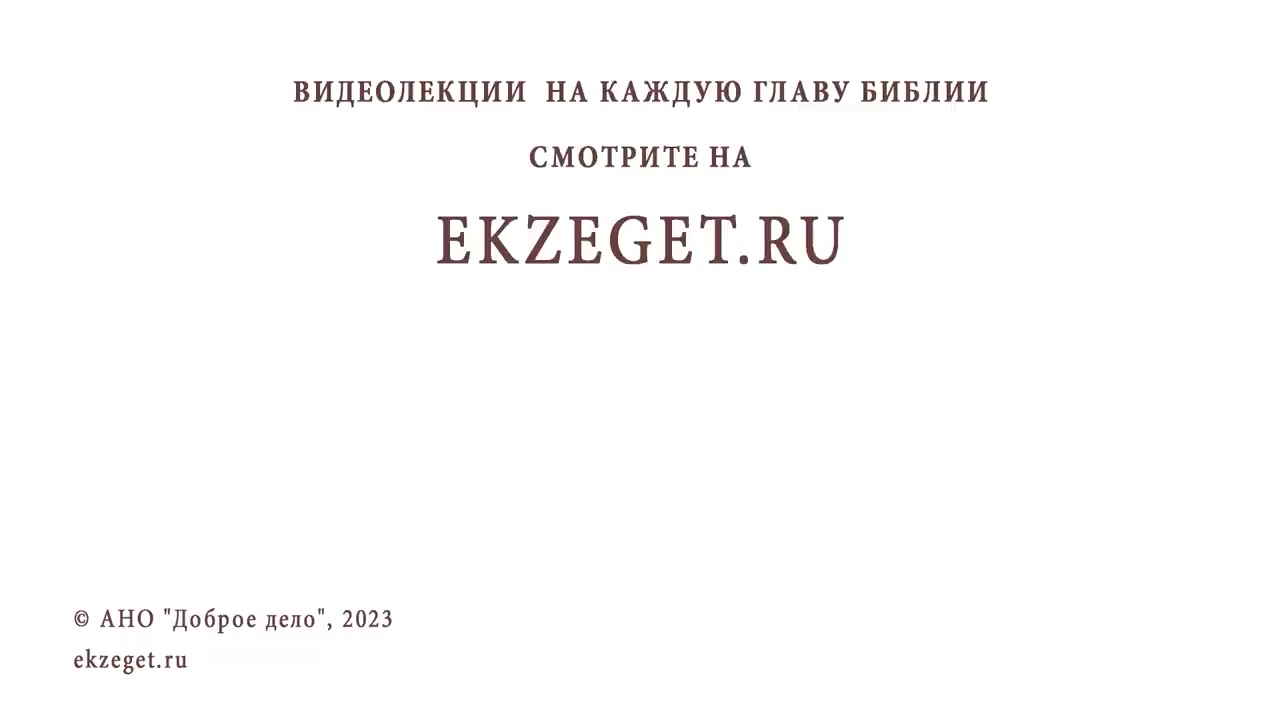 ВИДЕОЛЕКЦИИ НА КАЖДУЮ ГЛАВУ БИБЛИИ
СМОТРИТЕ НА
EKZEGET.RU
© АНО "Доброе дело", 2023
ekzeget.ru